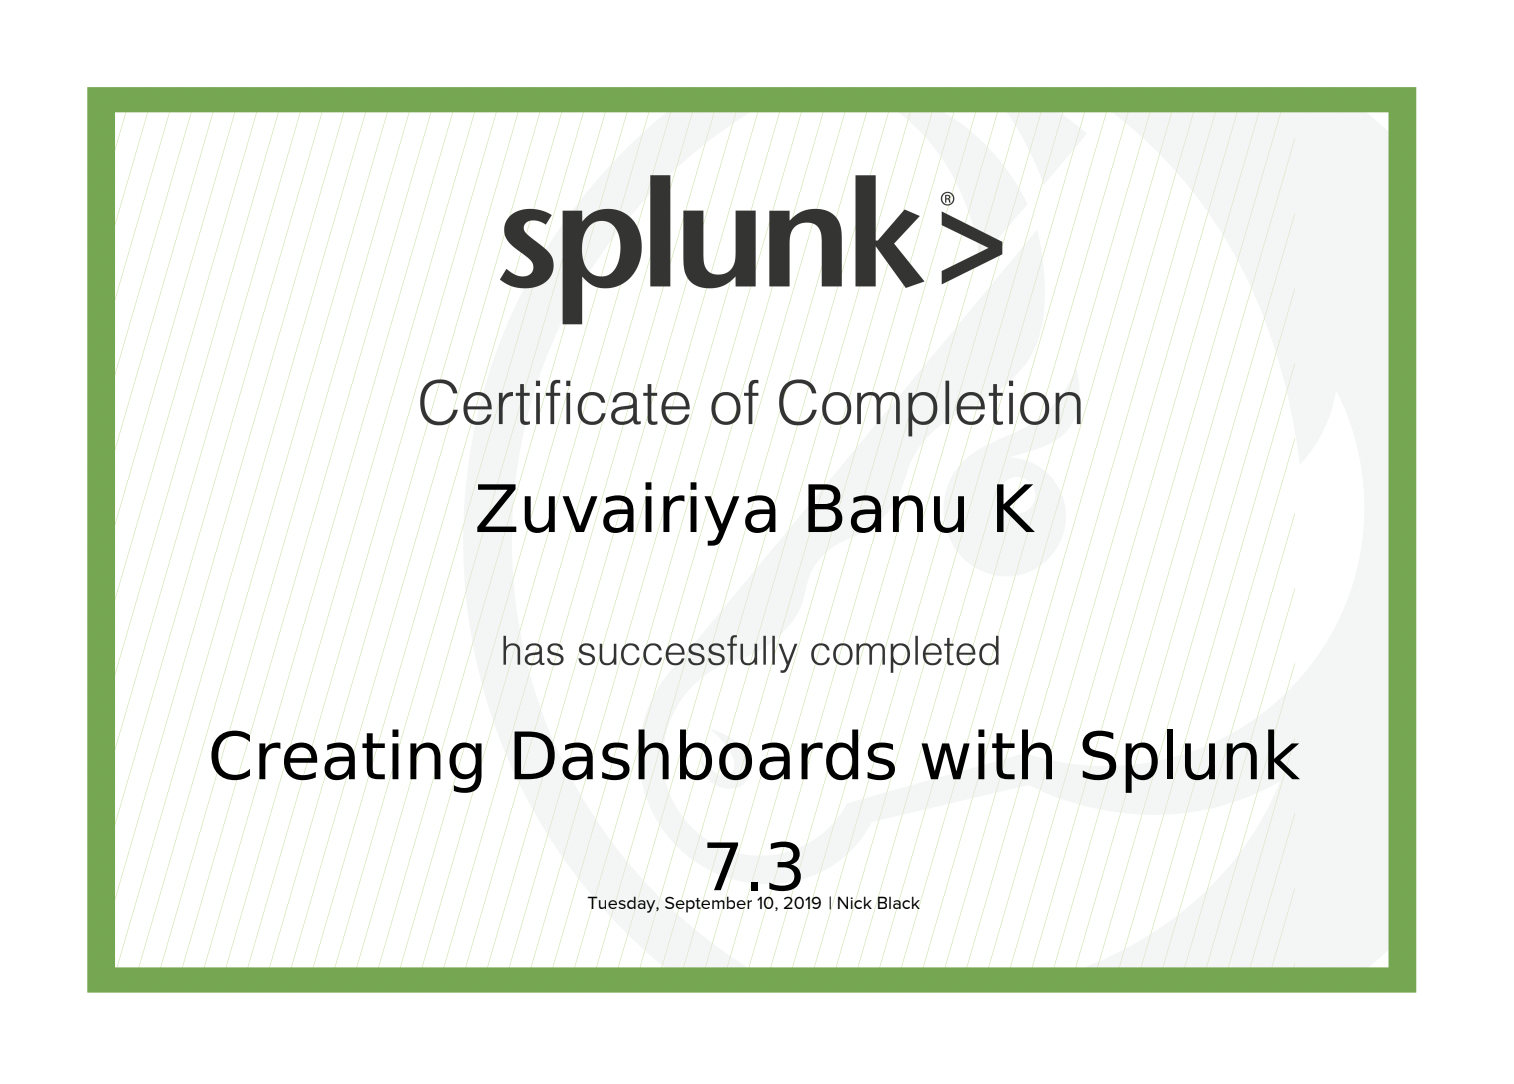 splunk>®
Certificate of Completion
Zuvairiya Banu K
has successfully completed
Creating Dashboards with Splunk
7.3
Tuesday, September 10, 2019 | Nick Black